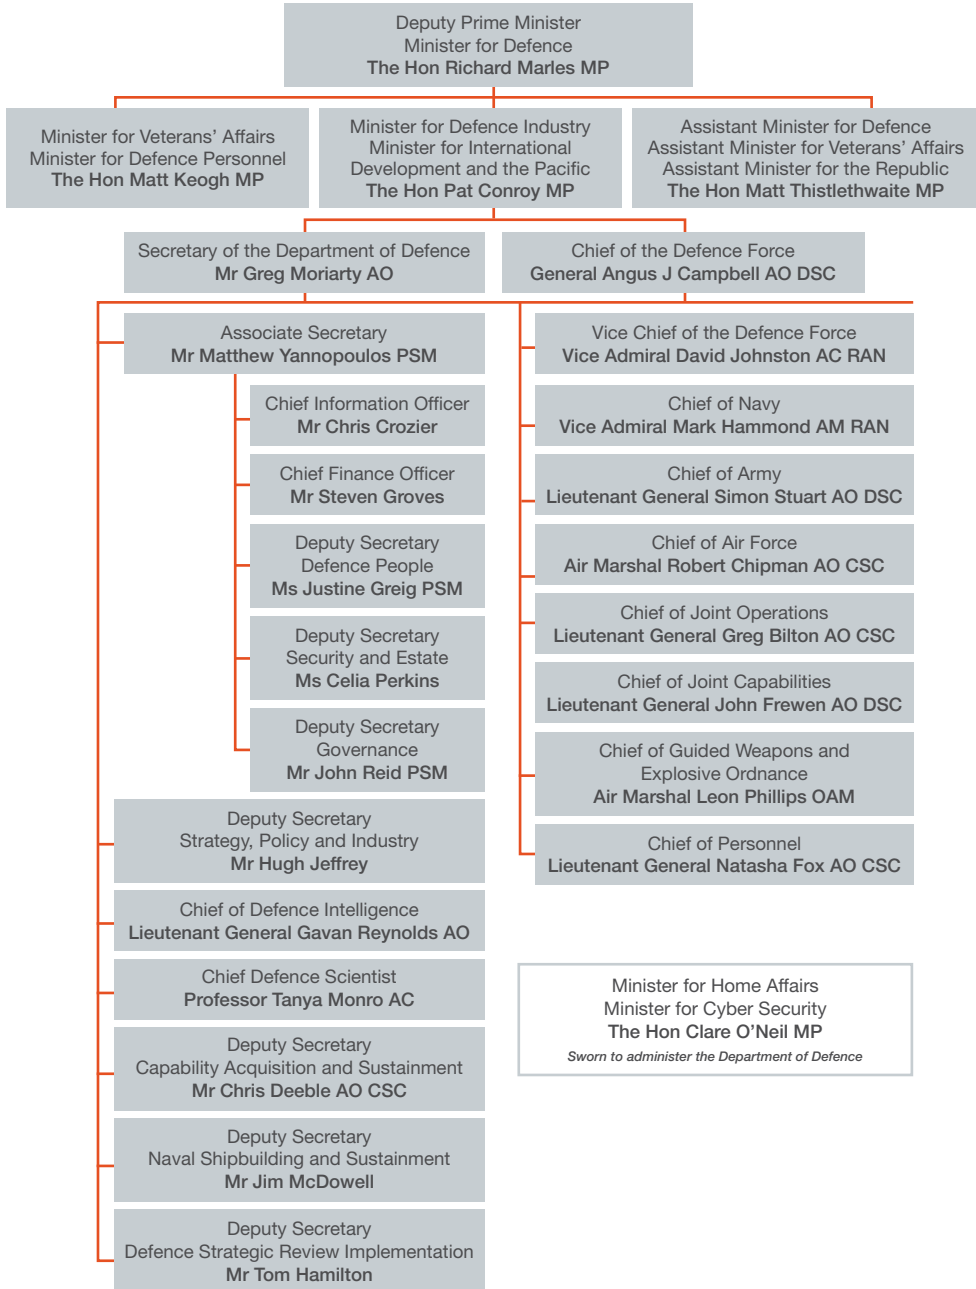 Deputy Prime Minister
Minister for Defence
The Hon Richard Marles MP
Minister for Veterans' Affairs
Minister for Defence Personnel
The Hon Matt Keogh MP
Minister for Defence Industry
Minister for International
Development and the Pacific
The Hon Pat Conroy MP
Assistant Minister for Defence
Assistant Minister for Veterans' Affairs
Assistant Minister for the Republic
The Hon Matt Thistlethwaite MP
Secretary of the Department of Defence
Mr Greg Moriarty AO
Chief of the Defence Force
General Angus J Campbell AO DSC
Associate Secretary
Mr Matthew Yannopoulos PSM
Chief Information Officer
Mr Chris Crozier
Chief Finance Officer
Mr Steven Groves
Deputy Secretary
Defence People
Ms Justine Greig PSM
Deputy Secretary
Security and Estate
Ms Celia Perkins
Deputy Secretary
Governance
Mr John Reid PSM
Deputy Secretary
Strategy, Policy and Industry
Mr Hugh Jeffrey
Chief of Defence Intelligence
Lieutenant General Gavan Reynolds AO
Chief Defence Scientist
Professor Tanya Monro AC
Deputy Secretary
Capability Acquisition and Sustainment
Mr Chris Deeble AO CSC
Deputy Secretary
Naval Shipbuilding and Sustainment
Mr Jim McDowell
Deputy Secretary
Defence Strategic Review Implementation
Mr Tom Hamilton
Vice Chief of the Defence Force
Vice Admiral David Johnston AC RAN
Chief of Navy
Vice Admiral Mark Hammond AM RAN
Chief of Army
Lieutenant General Simon Stuart AO DSC
Chief of Air Force
Air Marshal Robert Chipman AO CSC
Chief of Joint Operations
Lieutenant General Greg Bilton AO CSC
Chief of Joint Capabilities
Lieutenant General John Frewen AO DSC
Chief of Guided Weapons and
Explosive Ordnance
Air Marshal Leon Phillips OAM
Chief of Personnel
Lieutenant General Natasha Fox AO CSC
Minister for Home Affairs
Minister for Cyber Security
The Hon Clare O'Neil MP
Sworn to administer the Department of Defence